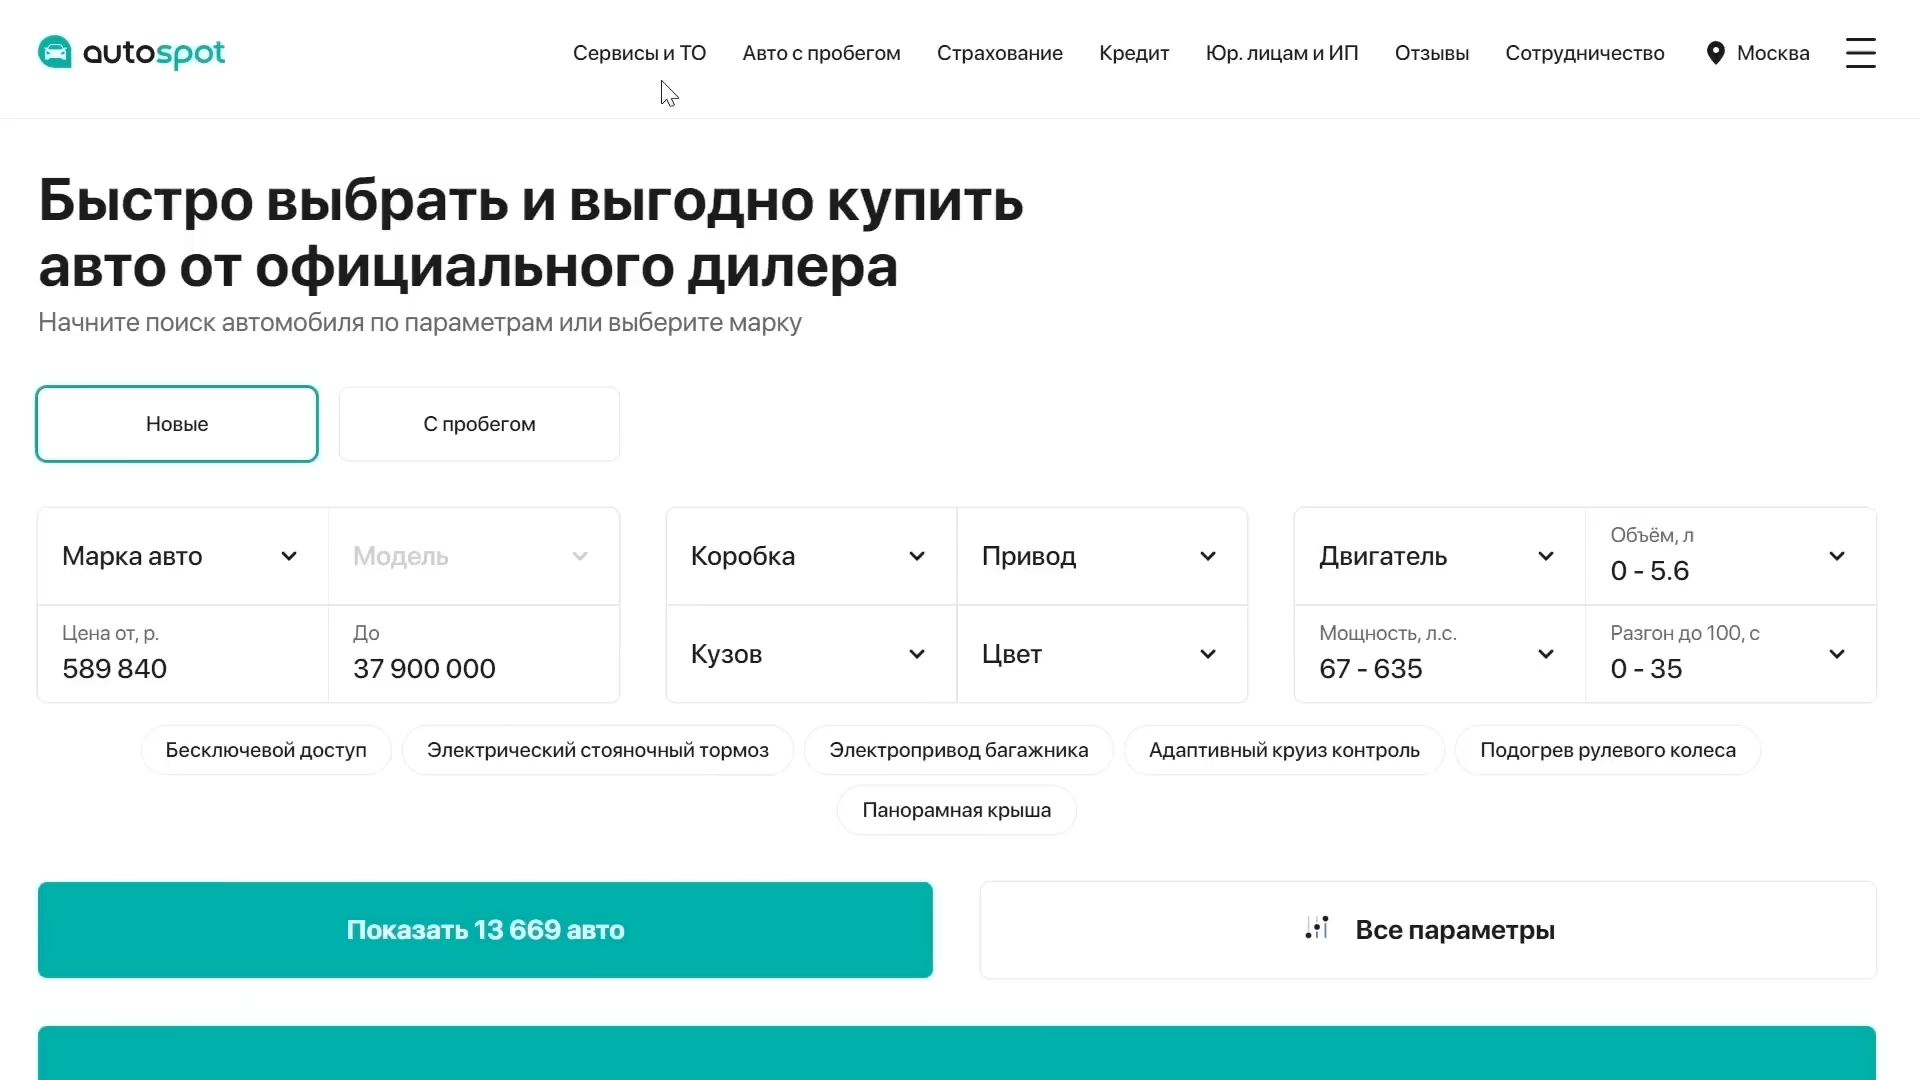 autospot
Сервисы и ТО
Авто с пробегом
Страхование
Кредит
Юр. лицам и ИП
Отзывы
Сотрудничество
Москва
Быстро выбрать и выгодно купить
авто от официального дилера
Начните поиск автомобиля по параметрам или выберите марку
Новые
С пробегом
Марка авто
Модель
Цена от, р.
589 840
До
37 900 000
Коробка
Привод
Кузов
Цвет
Двигатель
Объём, л
0 - 5.6
Мощность, л.с.
67 - 635
Разгон до 100, с
0 - 35
Бесключевой доступ
Электрический стояночный тормоз
Электропривод багажника
Адаптивный круиз контроль
Подогрев рулевого колеса
Панорамная крыша
Показать 13 669 авто
Все параметры